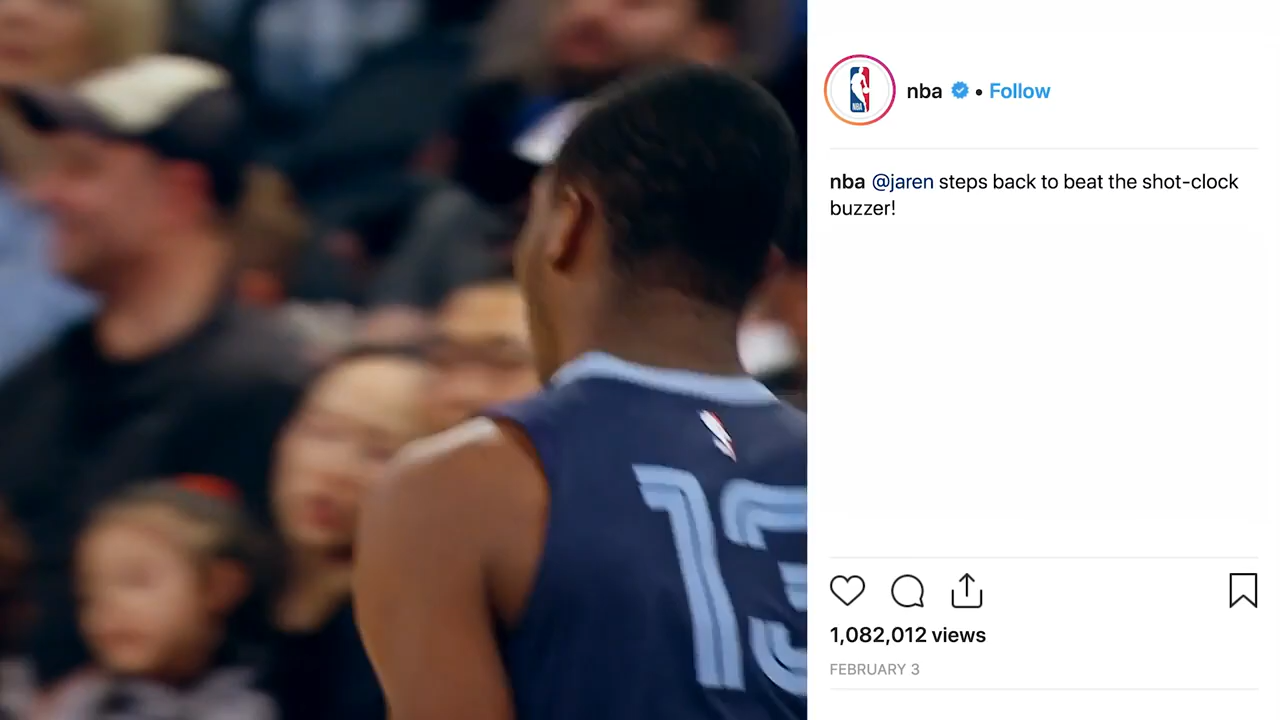 nba • Follow
nba @jaren steps back to beat the shot-clock
buzzer!
NBA
13
1,082,012 views
FEBRUARY 3